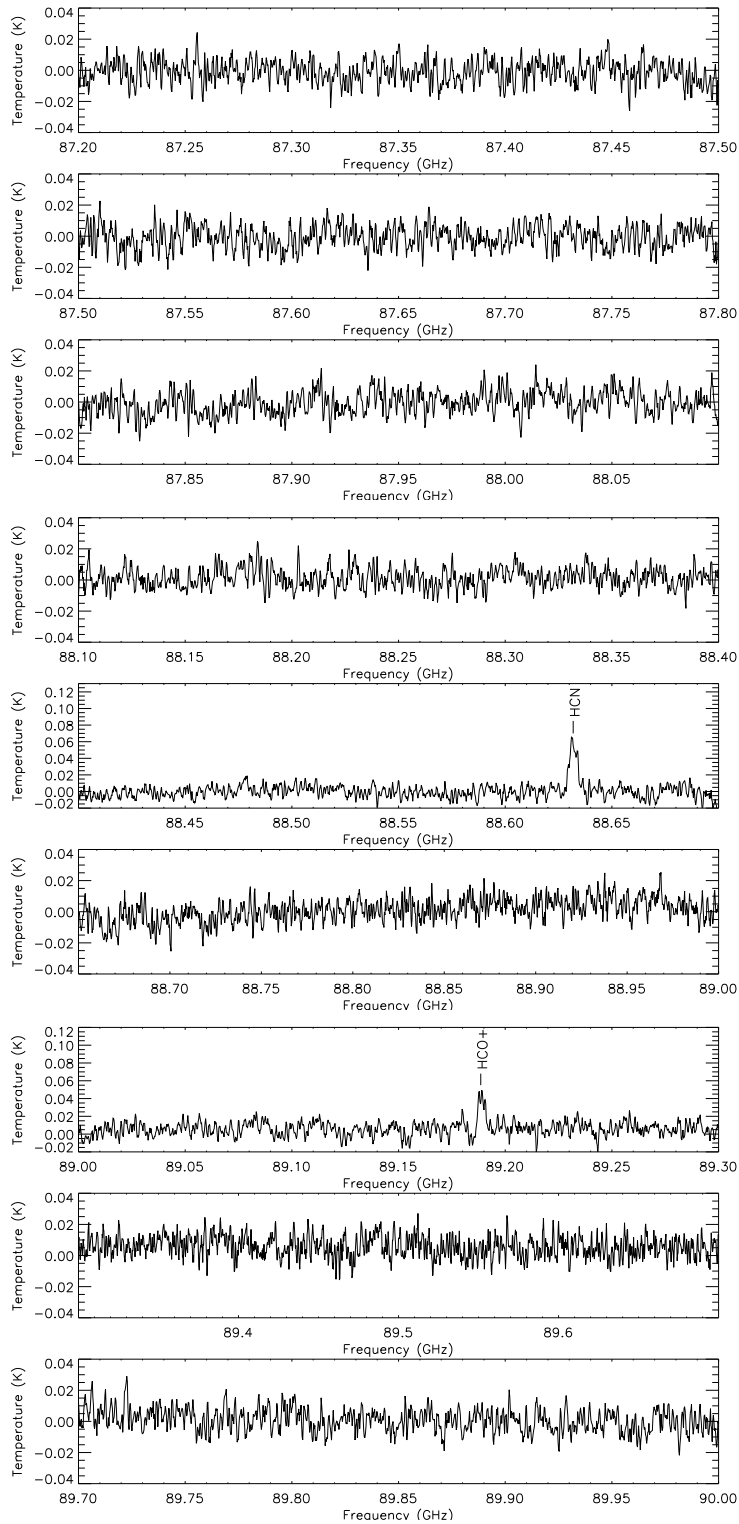 Temperature (K)
0.04
0.02
0.00
−0.02
−0.04
87.20 87.25 87.30 87.35 87.40 87.45 87.50
Frequency (GHz)
Temperature (K)
0.04
0.02
0.00
−0.02
−0.04
87.50 87.55 87.60 87.65 87.70 87.75 87.80
Frequency (GHz)
Temperature (K)
0.04
0.02
0.00
−0.02
−0.04
87.85 87.90 87.95 88.00 88.05
Frequency (GHz)
Temperature (K)
0.04
0.02
0.00
−0.02
−0.04
88.10 88.15 88.20 88.25 88.30 88.35 88.40
Frequency (GHz)
Temperature (K)
0.12
0.10
0.08
0.06
0.04
0.02
0.00
−0.02
HCN
88.45 88.50 88.55 88.60 88.65
Frequency (GHz)
Temperature (K)
0.04
0.02
0.00
−0.02
−0.04
88.70 88.75 88.80 88.85 88.90 88.95 89.00
Frequency (GHz)
Temperature (K)
0.12
0.10
0.08
0.06
0.04
0.02
0.00
−0.02
HCO+
89.00 89.05 89.10 89.15 89.20 89.25 89.30
Frequency (GHz)
Temperature (K)
0.04
0.02
0.00
−0.02
−0.04
89.4 89.5 89.6
Frequency (GHz)
Temperature (K)
0.04
0.02
0.00
−0.02
−0.04
89.70 89.75 89.80 89.85 89.90 89.95 90.00
Frequency (GHz)